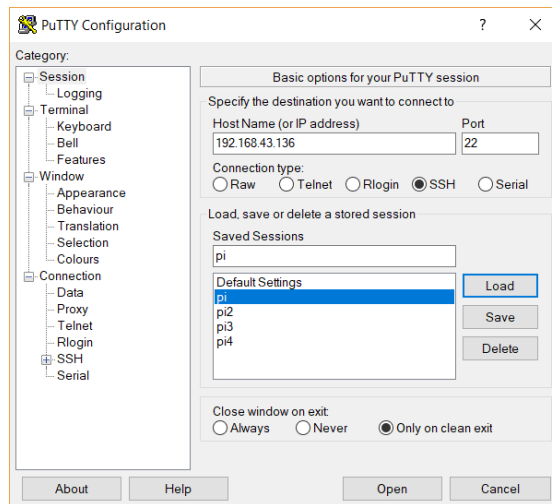 PuTTY Configuration
?
Category:
Session
Logging
Terminal
Keyboard
Bell
Features
Window
Appearance
Behaviour
Translation
Selection
Colours
Connection
Data
Proxy
Telnet
Rlogin
SSH
Serial
Basic options for your PuTTY session
Specify the destination you want to connect to
Host Name (or IP address) Port
192.168.43.136 22
Connection type:
Raw Telnet Rlogin SSH Serial
Load, save or delete a stored session
Saved Sessions
pi
Default Settings
pi
pi2
pi3
pi4
Load
Save
Delete
Close window on exit:
Always Never Only on clean exit
About Help Open Cancel